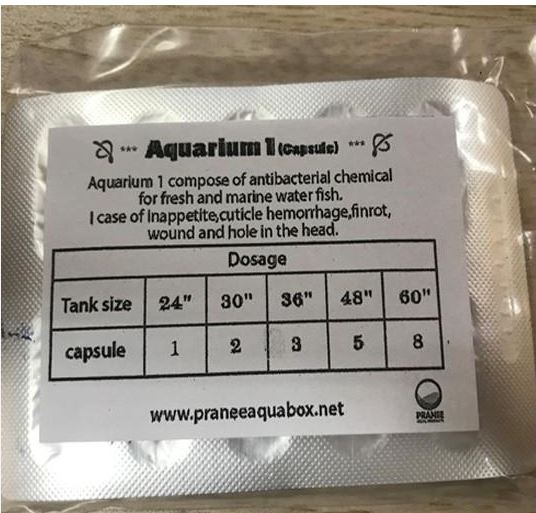 *** Aquarium 1 (Capsule) ***
Aquarium 1 compose of antibacterial chemical
for fresh and marine water fish.
I case of Inappetite,cuticle hemorrhage,finrot,
wound and hole in the head.
Dosage
Tank size 24" 30" 36" 48" 60"
capsule 1 2 3 5 8
www.praneeaquabox.net
PRANEE